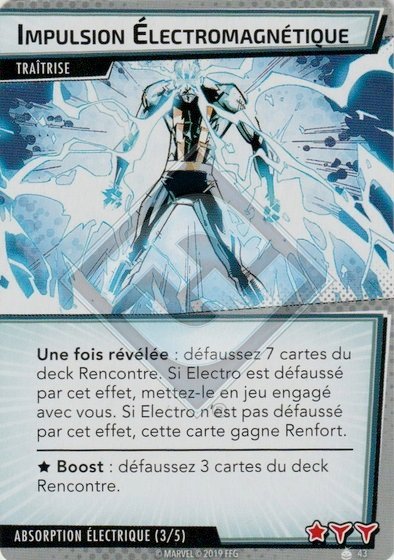 IMPULSION ÉLECTROMAGNÉTIQUE
TRAÎTRISE
Une fois révélée : défaussez 7 cartes du
deck Rencontre. Si Electro est défaussé
par cet effet, mettez-le en jeu engagé
avec vous. Si Electro n'est pas défaussé
par cet effet, cette carte gagne Renfort.
★ Boost : défaussez 3 cartes du deck
Rencontre.
ABSORPTION ÉLECTRIQUE (3/5)
© MARVEL © 2019 FFG
43